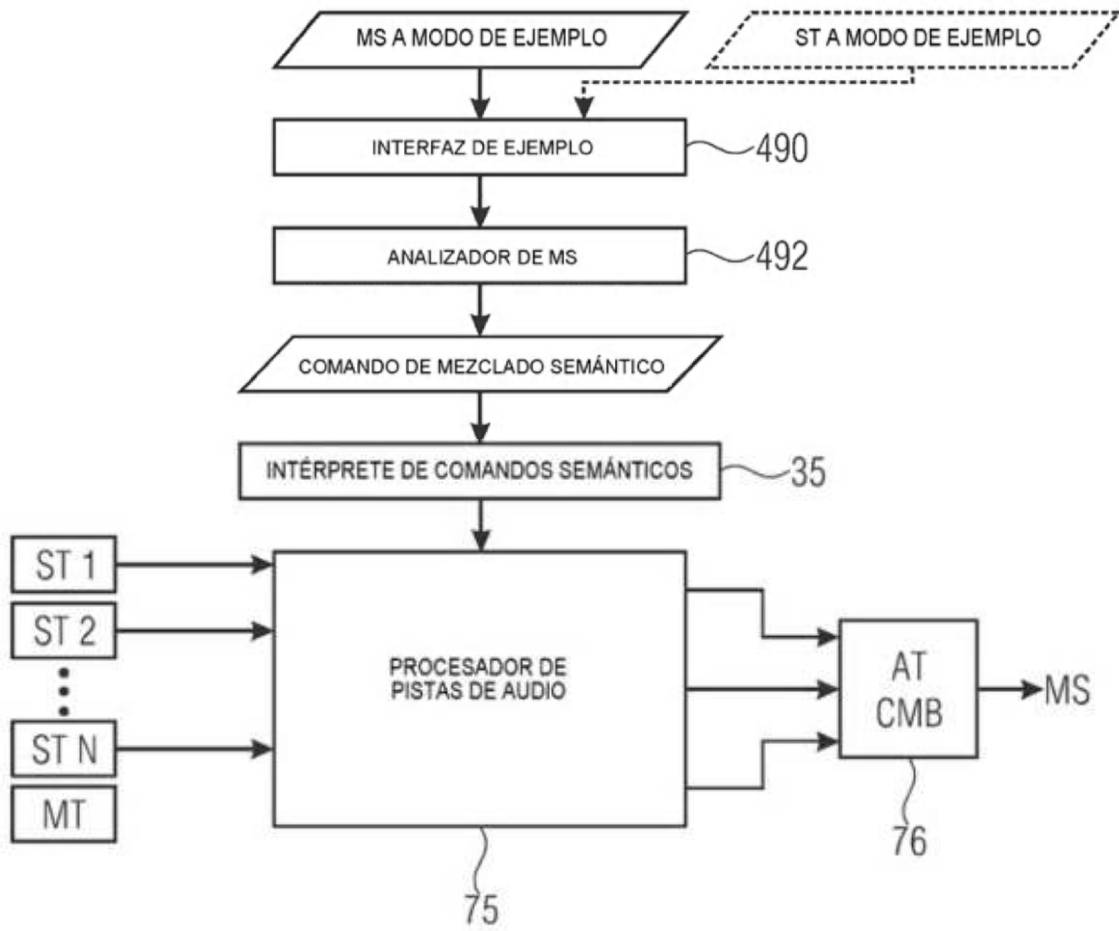 MS A MODO DE EJEMPLO
ST A MODO DE EJEMPLO
INTERFAZ DE EJEMPLO
490
ANALIZADOR DE MS
492
COMANDO DE MEZCLADO SEMÁNTICO
INTÉRPRETE DE COMANDOS SEMÁNTICOS
35
ST 1
ST 2
ST N
MT
PROCESADOR DE
PISTAS DE AUDIO
AT
CMB
MS
76
75